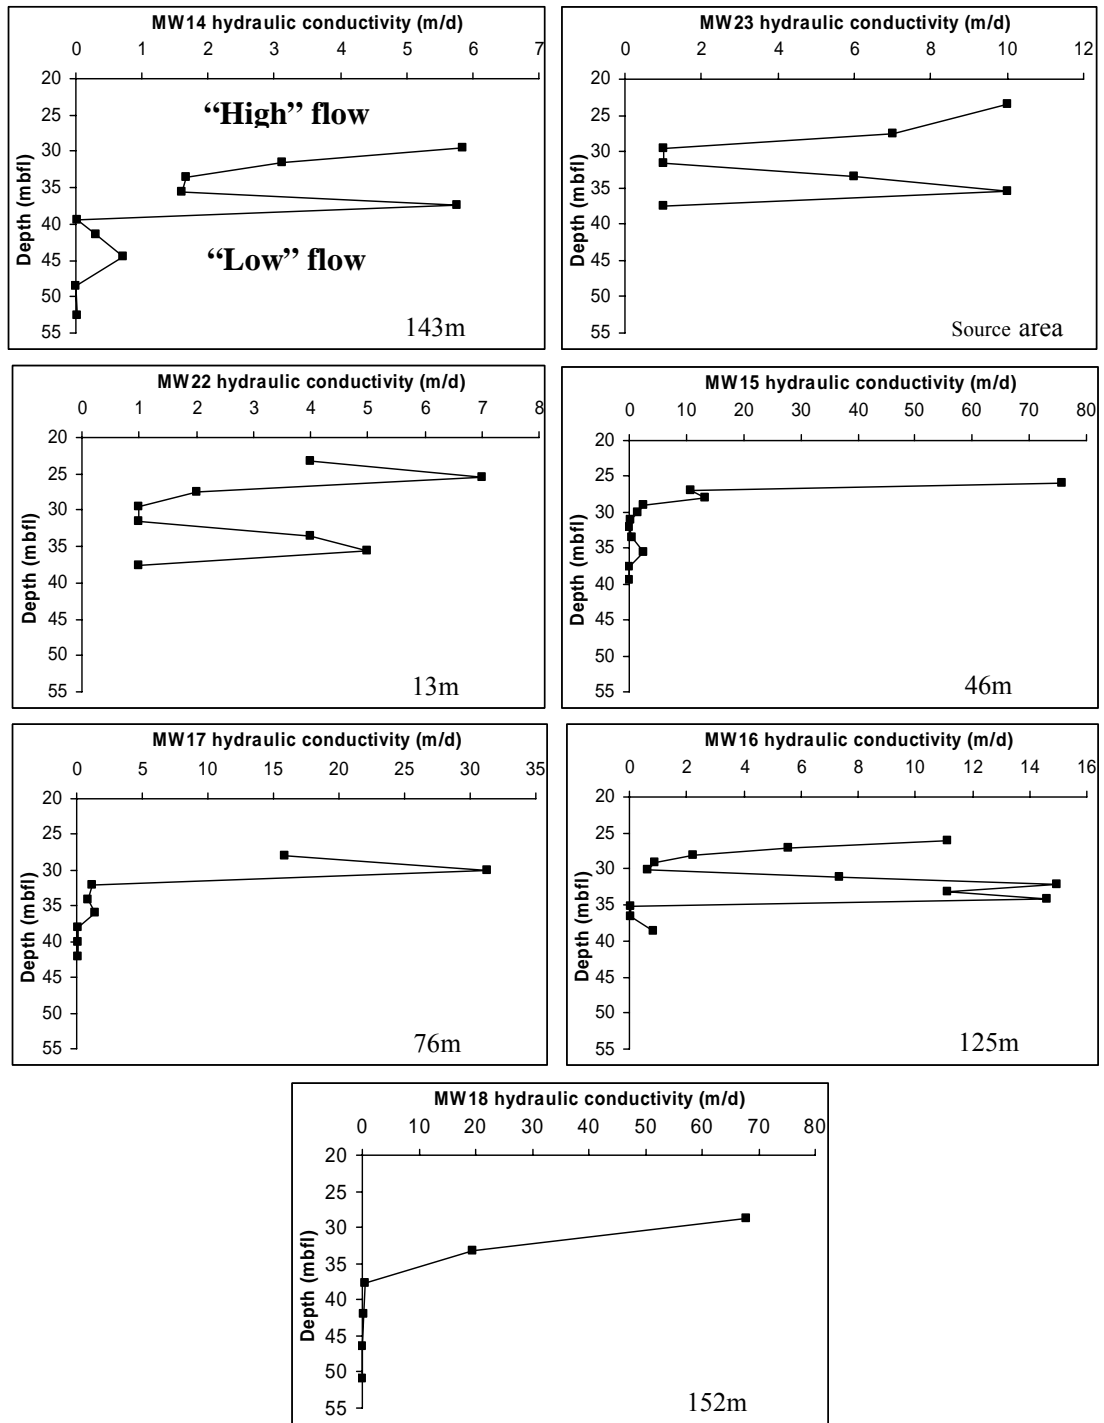 MW14 hydraulic conductivity (m/d)
0 1 2 3 4 5 6 7
20
25
30
35
40
45
50
55
Depth (mbfl)
“High” flow
“Low” flow
143m
MW23 hydraulic conductivity (m/d)
0 2 4 6 8 10 12
20
25
30
35
40
45
50
55
Depth (mbfl)
Source area
MW22 hydraulic conductivity (m/d)
0 1 2 3 4 5 6 7 8
20
25
30
35
40
45
50
55
Depth (mbfl)
13m
MW15 hydraulic conductivity (m/d)
0 10 20 30 40 50 60 70 80
20
25
30
35
40
45
50
55
Depth (mbfl)
46m
MW17 hydraulic conductivity (m/d)
0 5 10 15 20 25 30 35
20
25
30
35
40
45
50
55
Depth (mbfl)
76m
MW16 hydraulic conductivity (m/d)
0 2 4 6 8 10 12 14 16
20
25
30
35
40
45
50
55
Depth (mbfl)
125m
MW18 hydraulic conductivity (m/d)
0 10 20 30 40 50 60 70 80
20
25
30
35
40
45
50
55
Depth (mbfl)
152m